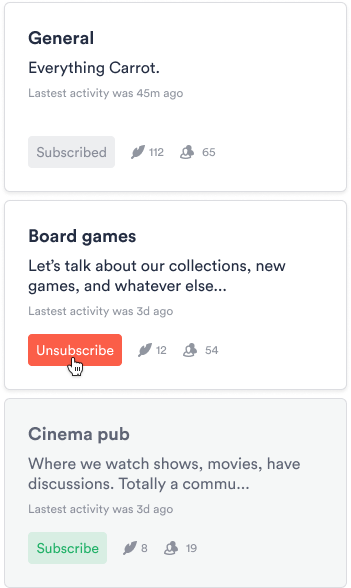 General
Everything Carrot.
Lastest activity was 45m ago
Subscribed 112 65
Board games
Let's talk about our collections, new
games, and whatever else...
Lastest activity was 3d ago
Unsubscribe 12 54
Cinema pub
Where we watch shows, movies, have
discussions. Totally a commu...
Lastest activity was 3d ago
Subscribe 8 19